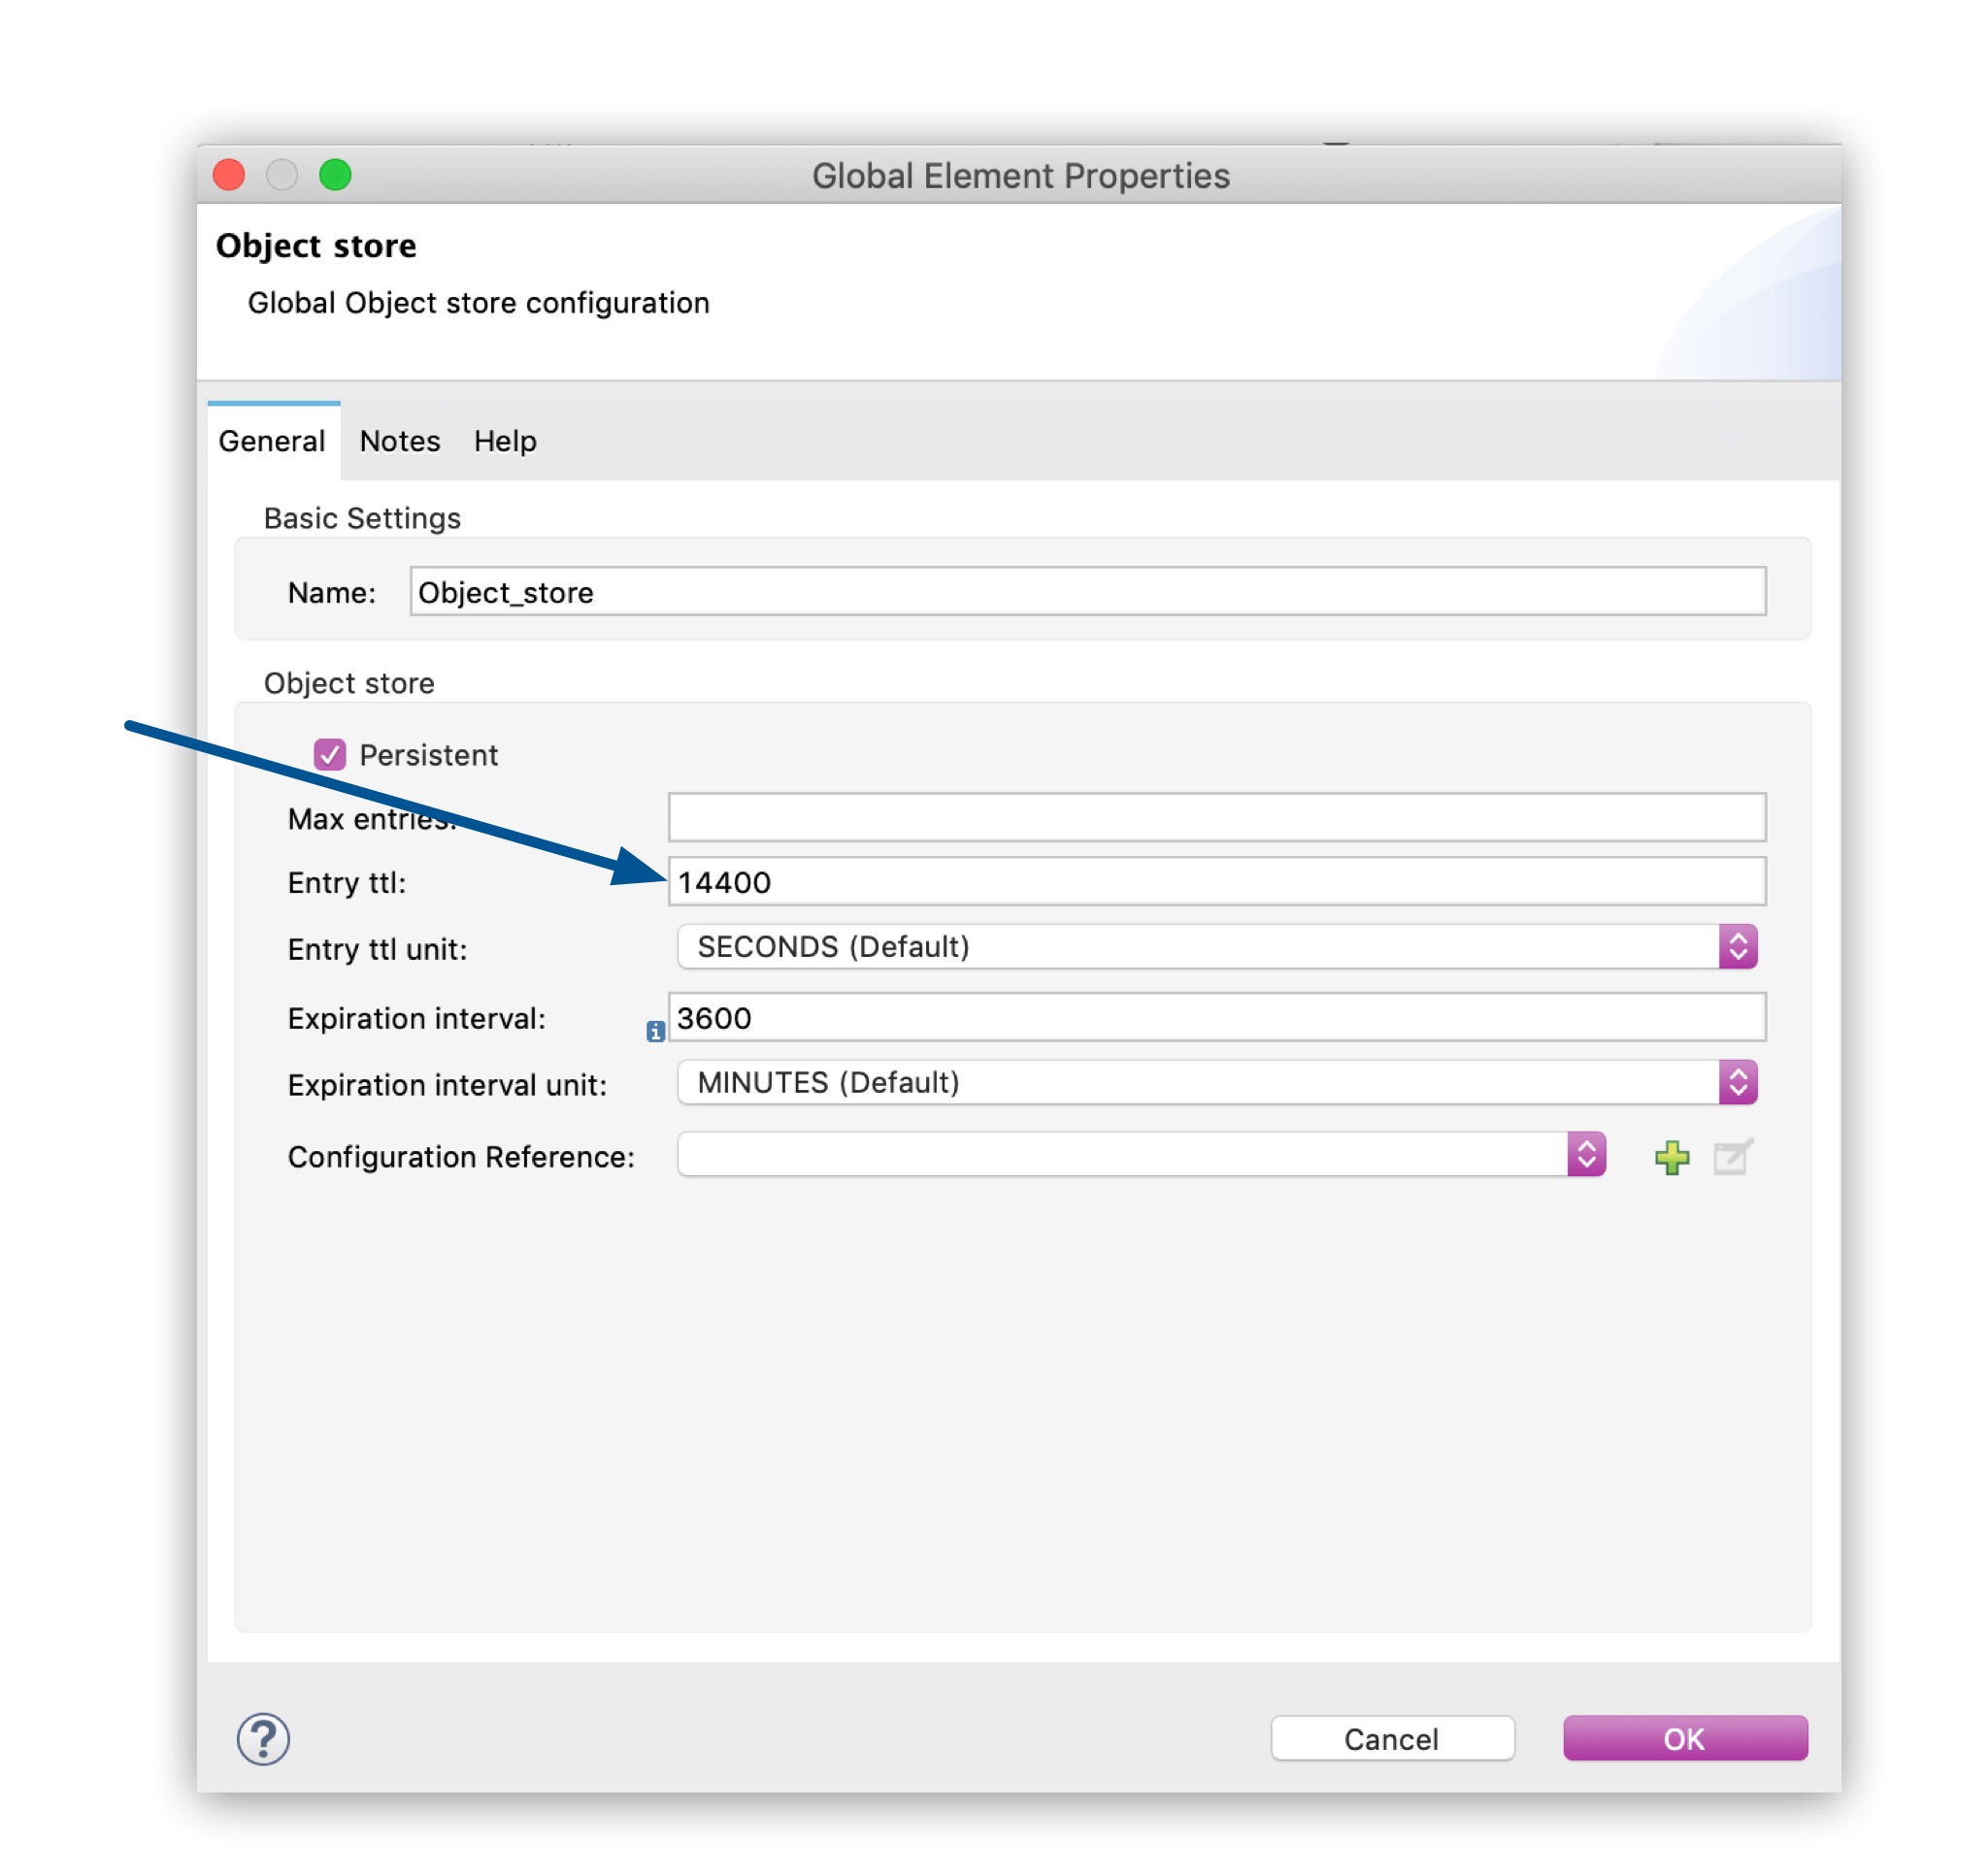 Global Element Properties
Object store
Global Object store configuration
General Notes Help
Basic Settings
Name: Object_store
Object store
Persistent
Max entries:
Entry ttl: 14400
Entry ttl unit: SECONDS (Default)
Expiration interval: 3600
Expiration interval unit: MINUTES (Default)
Configuration Reference:
Cancel OK